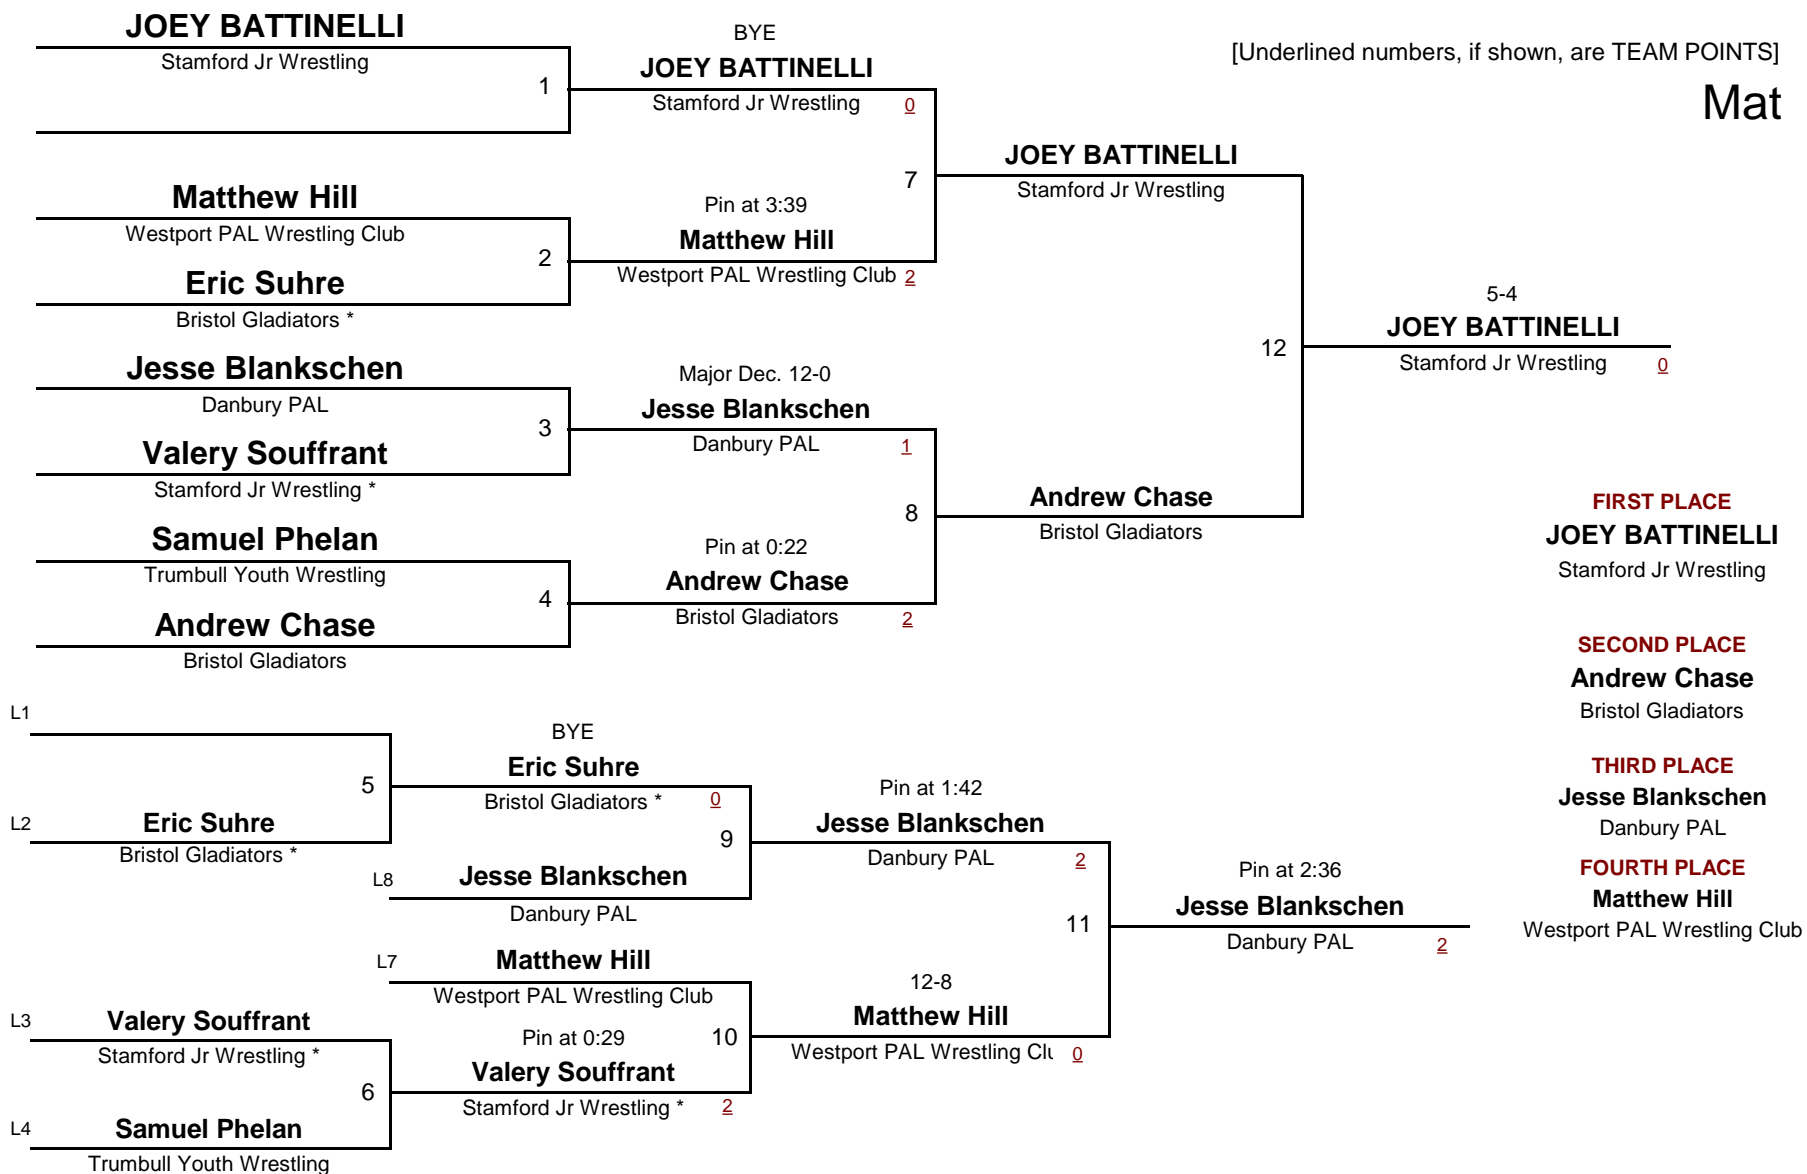 JOEY BATTINELLI
Stamford Jr Wrestling
1
BYE
JOEY BATTINELLI
Stamford Jr Wrestling 0
[Underlined numbers, if shown, are TEAM POINTS]
Mat
Matthew Hill
Westport PAL Wrestling Club
2
Eric Suhre
Bristol Gladiators *
Pin at 3:39
Matthew Hill
Westport PAL Wrestling Club 2
7
JOEY BATTINELLI
Stamford Jr Wrestling
Jesse Blankschen
Danbury PAL
3
Valery Souffrant
Stamford Jr Wrestling *
Major Dec. 12-0
Jesse Blankschen
Danbury PAL 1
Samuel Phelan
Trumbull Youth Wrestling
4
Andrew Chase
Bristol Gladiators
Pin at 0:22
Andrew Chase
Bristol Gladiators 2
8
Andrew Chase
Bristol Gladiators
12
5-4
JOEY BATTINELLI
Stamford Jr Wrestling 0
FIRST PLACE
JOEY BATTINELLI
Stamford Jr Wrestling
SECOND PLACE
Andrew Chase
Bristol Gladiators
THIRD PLACE
Jesse Blankschen
Danbury PAL
FOURTH PLACE
Matthew Hill
Westport PAL Wrestling Club
L1
5
L2 Eric Suhre
Bristol Gladiators *
BYE
Eric Suhre
Bristol Gladiators * 0
9
L8 Jesse Blankschen
Danbury PAL
Pin at 1:42
Jesse Blankschen
Danbury PAL 2
L7 Matthew Hill
Westport PAL Wrestling Club
10
L3 Valery Souffrant
Stamford Jr Wrestling *
6
L4 Samuel Phelan
Trumbull Youth Wrestling
Pin at 0:29
Valery Souffrant
Stamford Jr Wrestling * 2
12-8
Matthew Hill
Westport PAL Wrestling Clu 0
11
Pin at 2:36
Jesse Blankschen
Danbury PAL 2